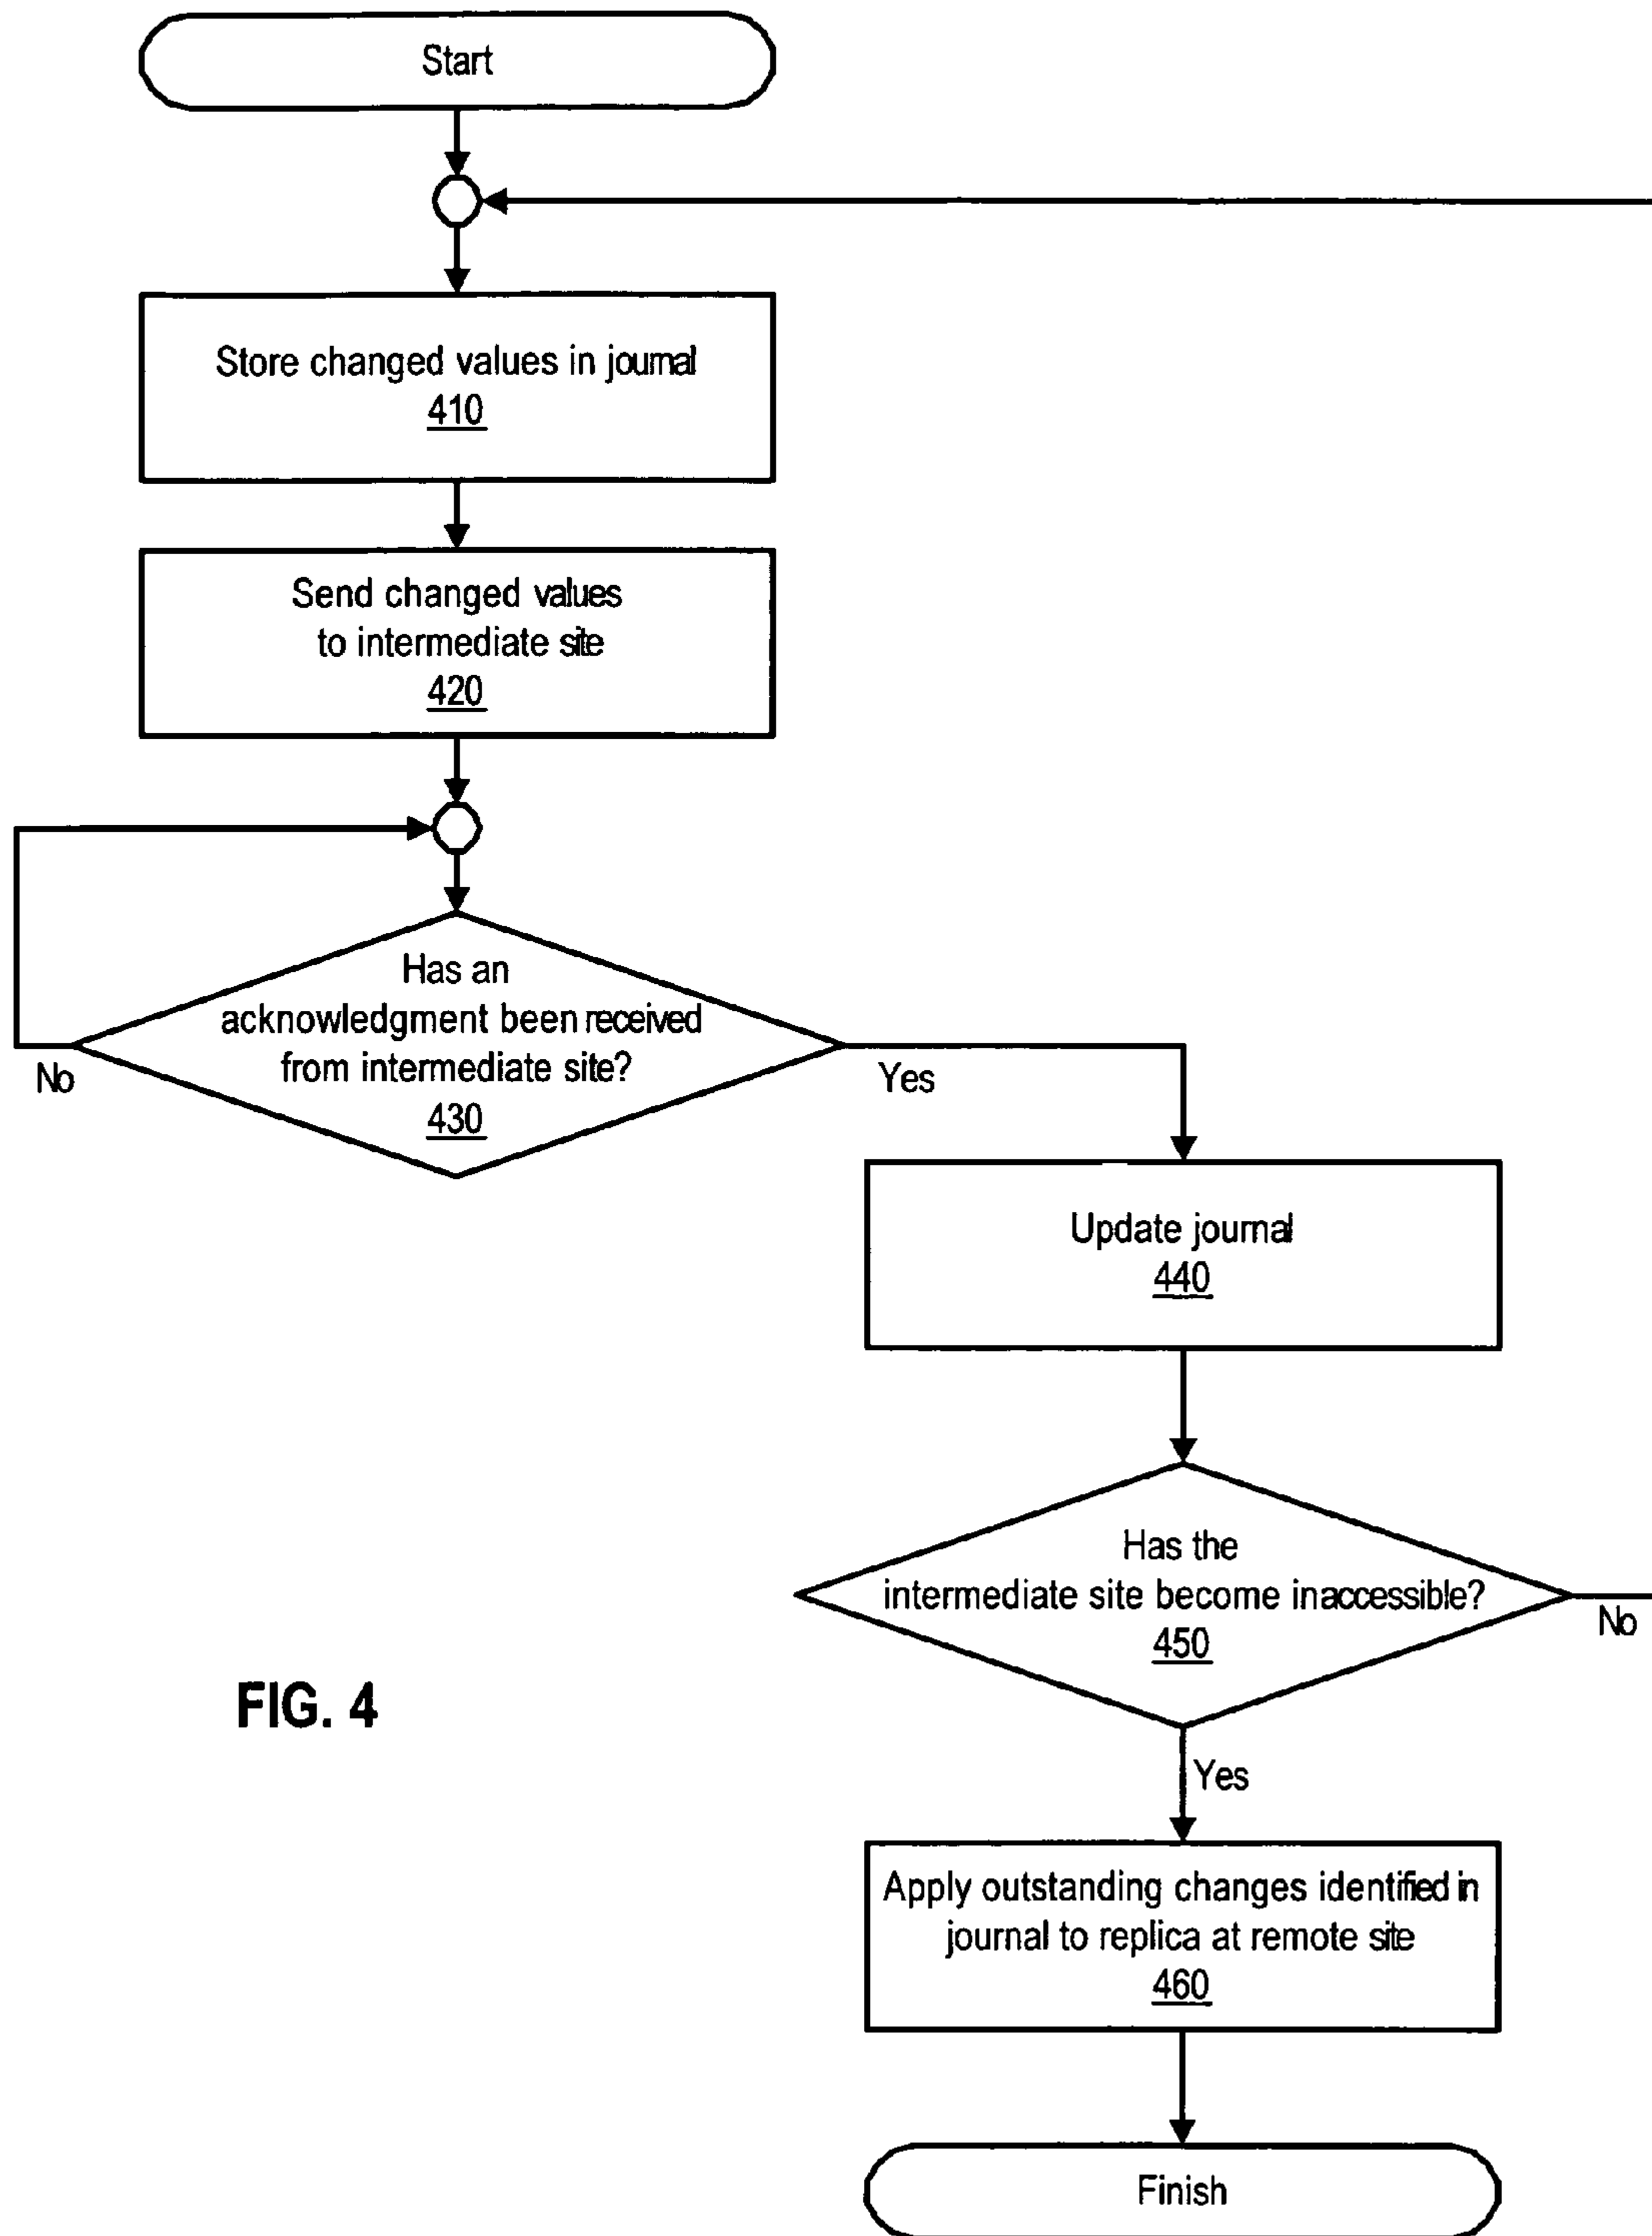 Start
Store changed values in journal
410
Send changed values
to intermediate site
420
Has an
acknowledgment been received
from intermediate site?
430
No
Yes
Update journal
440
Has the
intermediate site become inaccessible?
450
No
Yes
Apply outstanding changes identified in
journal to replica at remote site
460
Finish
FIG. 4